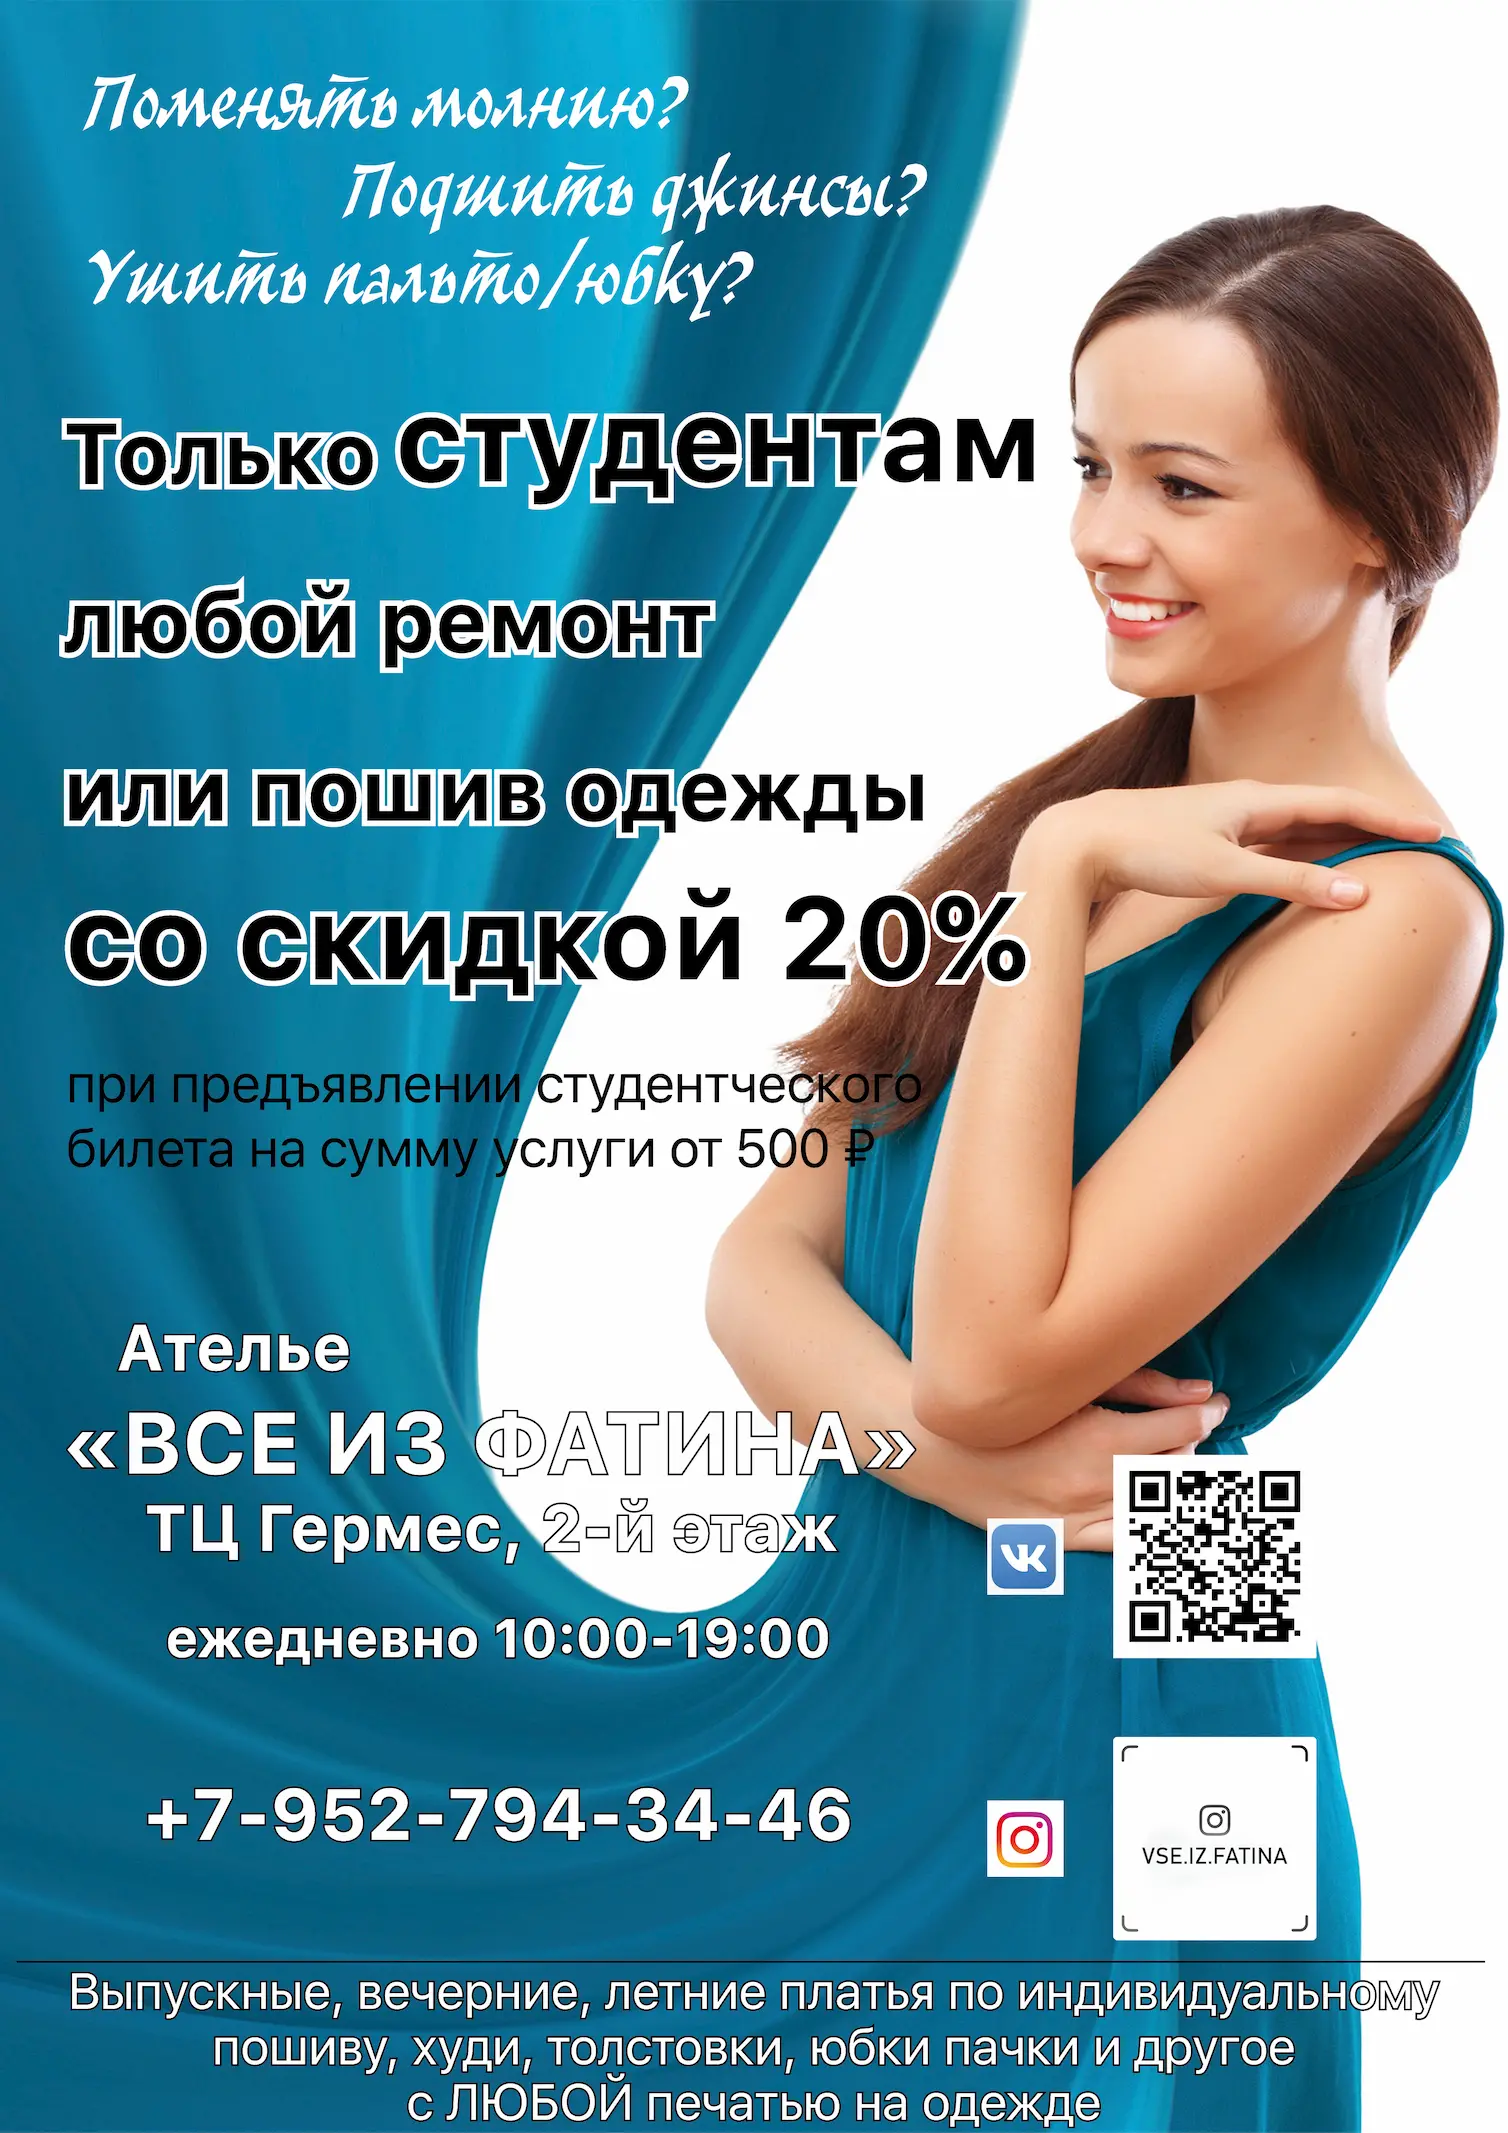 Поменять молнию?
Подшить джинсы?
Ушить пальто/юбку?
Только студентам
любой ремонт
или пошив одежды
со скидкой 20%
при предъявлении студентческого
билета на сумму услуги от 500 ₽
Ателье
«ВСЕ ИЗ ФАТИНА»
ТЦ Гермес, 2-й этаж
ежедневно 10:00-19:00
+7-952-794-34-46
VSE.IZ.FATINA
Выпускные, вечерние, летние платья по индивидуальному
пошиву, худи, толстовки, юбки пачки и другое
с ЛЮБОЙ печатью на одежде